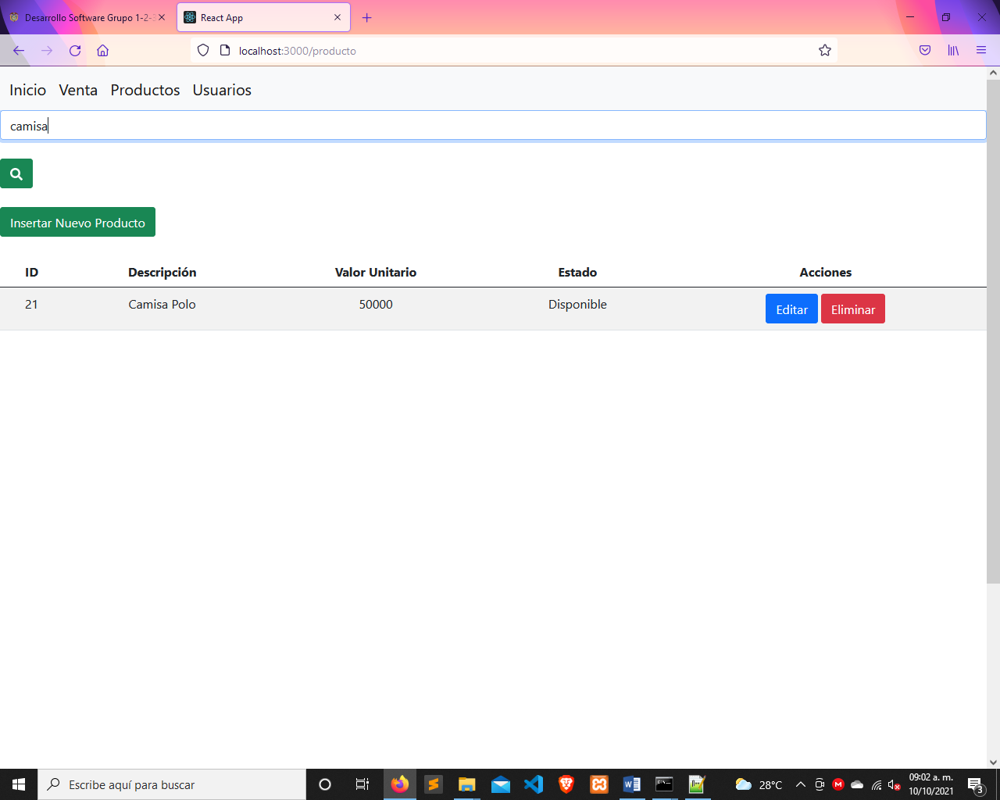 Desarrollo Software Grupo 1-2-3
React App
localhost:3000/producto
Inicio Venta Productos Usuarios
camisa
Insertar Nuevo Producto
ID Descripción Valor Unitario Estado Acciones
21 Camisa Polo 50000 Disponible Editar Eliminar
Escribe aquí para buscar
28°C
09:02 a. m.
10/10/2021
3